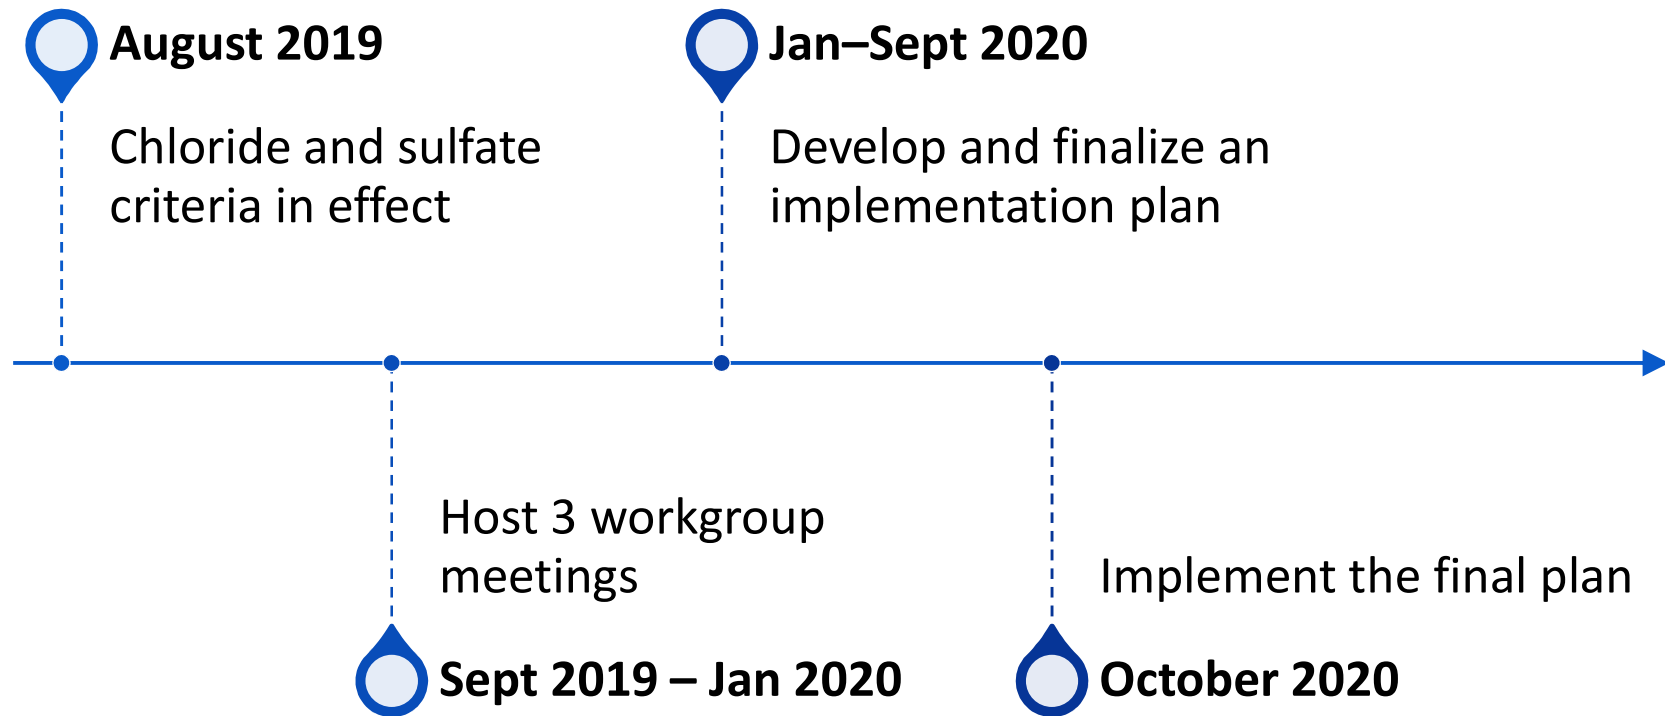 August 2019
Chloride and sulfate
criteria in effect
Jan–Sept 2020
Develop and finalize an
implementation plan
Host 3 workgroup
meetings
Sept 2019 – Jan 2020
Implement the final plan
October 2020